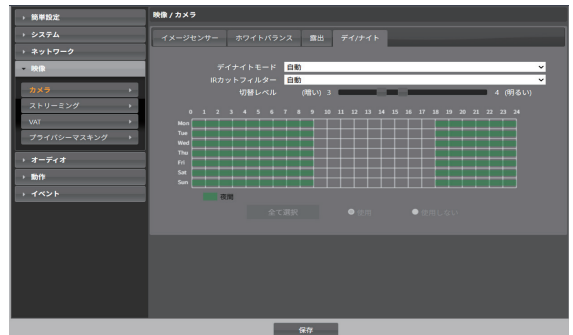 簡単設定
システム
ネットワーク
映像
カメラ
ストリーミング
VAT
プライバシーマスキング
オーディオ
動作
イベント
映像 / カメラ
イメージセンサー ホワイトバランス 露出 デイ/ナイト
デイナイトモード 自動
IRカットフィルター 自動
切替レベル (暗い) 3 4 (明るい)
0 1 2 3 4 5 6 7 8 9 10 11 12 13 14 15 16 17 18 19 20 21 22 23 24
Mon
Tue
Wed
Thu
Fri
Sat
Sun
夜間
全て選択 使用 使用しない
保存